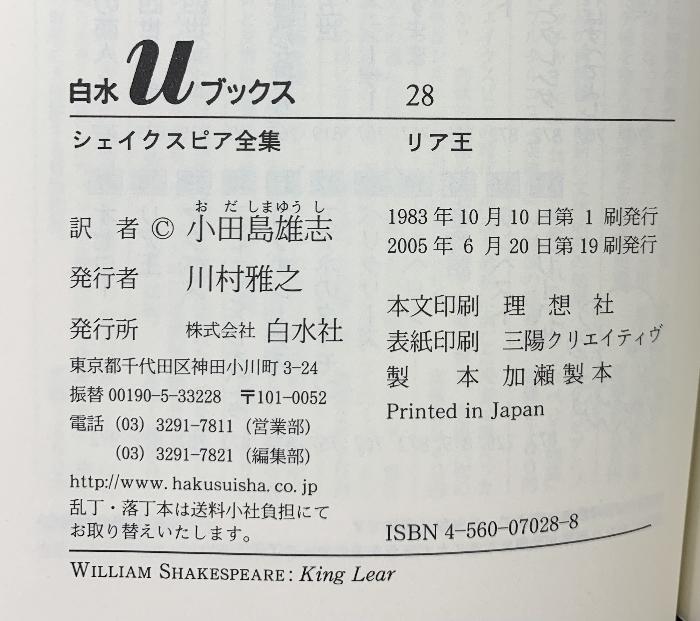 白水uブックス 28
シェイクスピア全集 リア王
おだしまゆうし
訳者 © 小田島雄志
発行者 川村雅之
発行所 株式会社 白水社
東京都千代田区神田小川町3-24
振替 00190-5-33228 〒101-0052
電話 (03) 3291-7811 (営業部)
(03) 3291-7821 (編集部)
http://www.hakusuisha.co.jp
乱丁・落丁本は送料小社負担にて
お取り替えいたします。
1983年10月10日第1刷発行
2005年6月20日第19刷発行
本文印刷 理想社
表紙印刷 三陽クリエイティヴ
製本 加瀬製本
Printed in Japan
ISBN 4-560-07028-8
WILLIAM SHAKESPEARE: King Lear